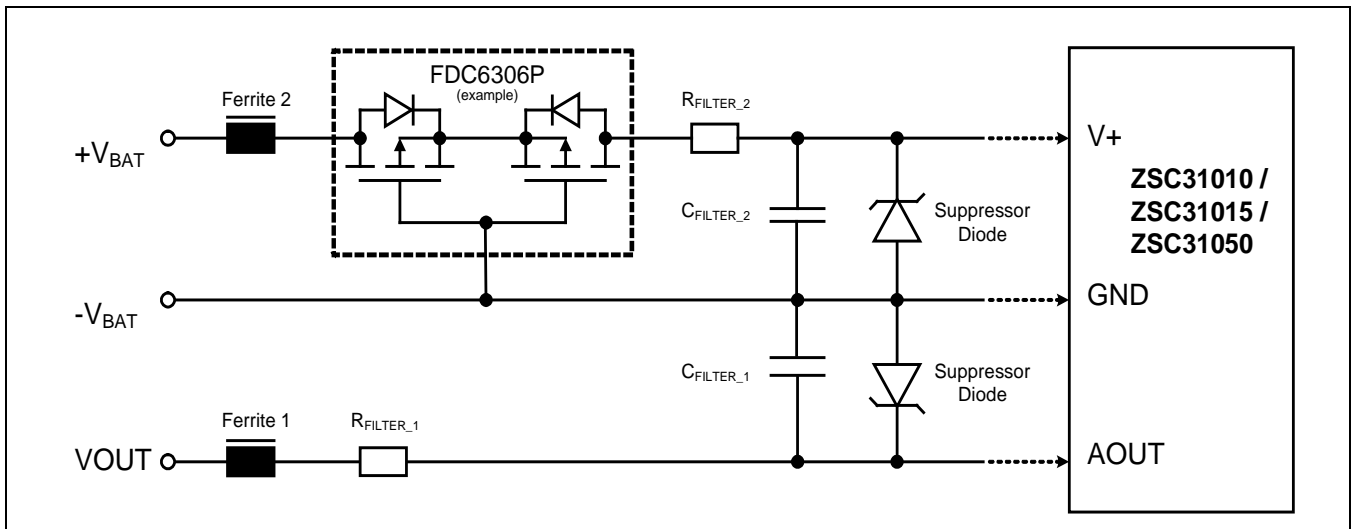 FDC6306P
(example)
Ferrite 2
RFILTER_2
+VBAT
V+
ZSC31010 /
ZSC31015 /
ZSC31050
CFILTER_2
Suppressor
Diode
-VBAT
GND
CFILTER_1
Suppressor
Diode
Ferrite 1
RFILTER_1
VOUT
AOUT